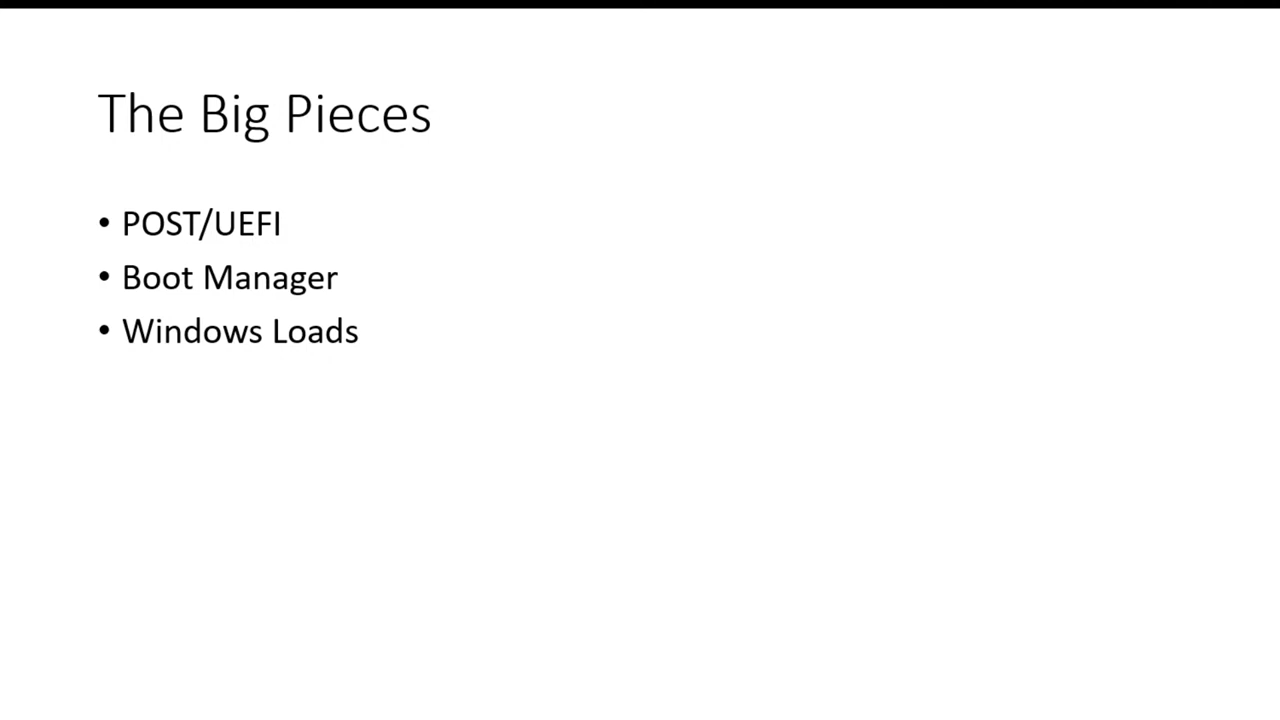 The Big Pieces
• POST/UEFI
• Boot Manager
• Windows Loads